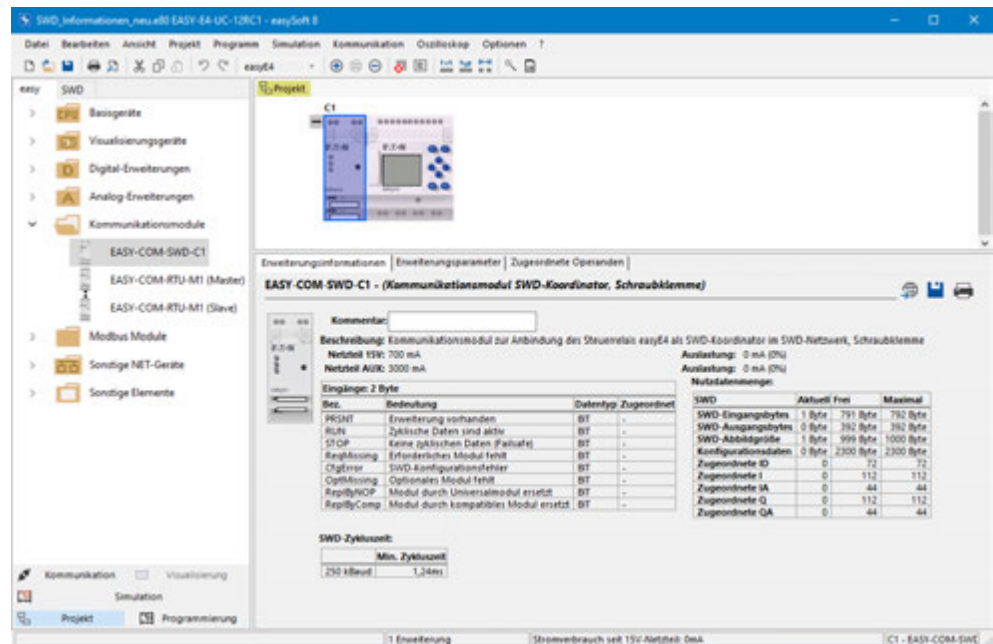 SWD_Informationen_neu.e80 EASY-E4-UC-12RC1 - easySoft 8
Datei Bearbeiten Ansicht Projekt Programm Simulation Kommunikation Oszilloskop Optionen ?
easyE4
easy SWD
Projekt
C1
Basisgeräte
Visualisierungsgeräte
Digital-Erweiterungen
Analog-Erweiterungen
Kommunikationsmodule
EASY-COM-SWD-C1
EASY-COM-RTU-M1 (Master)
EASY-COM-RTU-M1 (Slave)
Modbus Module
Sonstige NET-Geräte
Sonstige Elemente
Erweiterungsinformationen Erweiterungsparameter Zugeordnete Operanden
EASY-COM-SWD-C1 - (Kommunikationsmodul SWD-Koordinator, Schraubklemme)
Kommentar:
Beschreibung: Kommunikationsmodul zur Anbindung des Steuerrelais easyE4 als SWD-Koordinator im SWD-Netzwerk, Schraubklemme
Netzteil 15V: 700 mA Auslastung: 0 mA (0%)
Netzteil AUX: 3000 mA Auslastung: 0 mA (0%)
Eingänge: 2 Byte
Bez. Bedeutung Datentyp Zugeordnet
PRSNT Erweiterung vorhanden BIT -
RUN Zyklische Daten sind aktiv BIT -
STOP Keine zyklischen Daten (Failsafe) BIT -
ReqMissing Erforderliches Modul fehlt BIT -
CfgError SWD-Konfigurationsfehler BIT -
OptMissing Optionales Modul fehlt BIT -
ReplByNOP Modul durch Universalmodul ersetzt BIT -
ReplByComp Modul durch kompatibles Modul ersetzt BIT -
Nutzdatenmenge:
SWD Aktuell Frei Maximal
SWD-Eingangsbytes 1 Byte 791 Byte 792 Byte
SWD-Ausgangsbytes 0 Byte 392 Byte 392 Byte
SWD-Abbildgröße 1 Byte 999 Byte 1000 Byte
Konfigurationsdaten 0 Byte 2300 Byte 2300 Byte
Zugeordnete ID 0 72 72
Zugeordnete I 0 112 112
Zugeordnete IA 0 44 44
Zugeordnete Q 0 112 112
Zugeordnete QA 0 44 44
SWD-Zykluszeit:
Min. Zykluszeit
250 kBaud 1,24ms
Kommunikation Visualisierung
Simulation
Projekt Programmierung
1 Erweiterung Stromverbrauch seit 15V-Netzteil: 0mA C1 - EASY-COM-SWD